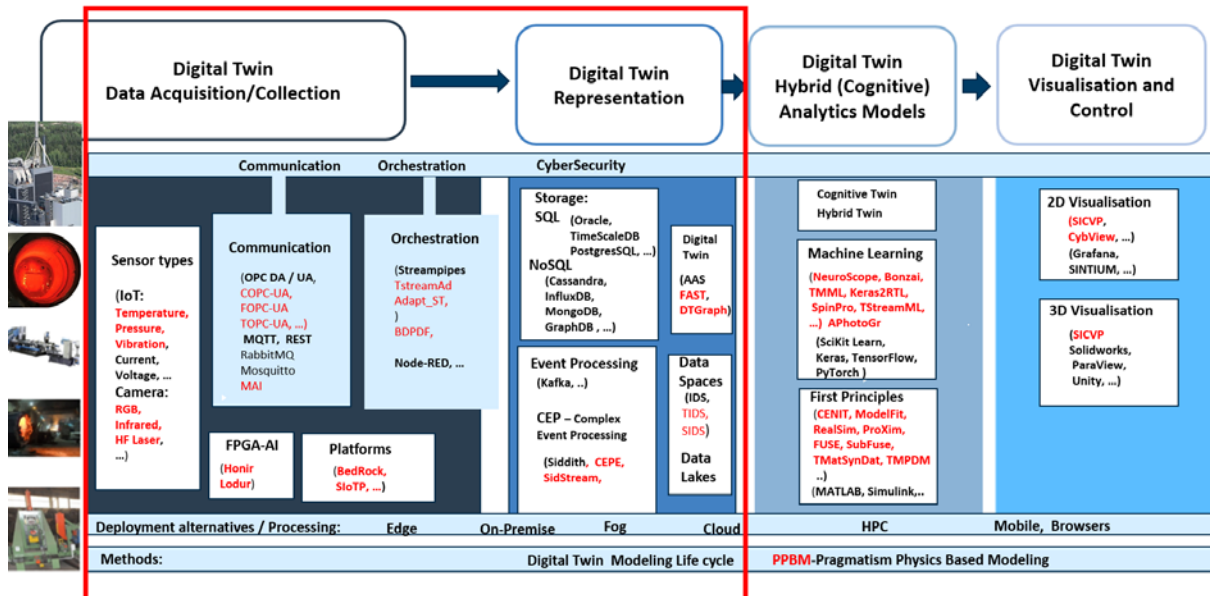 Digital Twin
Data Acquisition/Collection
Digital Twin
Representation
Digital Twin
Hybrid (Cognitive)
Analytics Models
Digital Twin
Visualisation and
Control
Communication
Orchestration
CyberSecurity
Sensor types
(IoT:
Temperature,
Pressure,
Vibration,
Current,
Voltage, ...
Camera:
RGB,
Infrared,
HF Laser,
...)
Communication
(OPC DA / UA,
COPC-UA,
FOPC-UA
TOPC-UA, ...)
MQTT, REST
RabbitMQ
Mosquitto
MAI
FPGA-AI
(Honir
Lodur)
Orchestration
(Streampipes
TstreamAd
Adapt_ST,
)
BDPDF,
Node-RED, ...
Platforms
(BedRock,
SIoTP, ...)
Storage:
SQL (Oracle,
TimeScaleDB
PostgresSQL, ...)
NoSQL
(Cassandra,
InfluxDB,
MongoDB,
GraphDB , ...)
Event Processing
(Kafka, ..)
CEP – Complex
Event Processing
(Siddith, CEPE,
SidStream,
Digital
Twin
(AAS
FAST,
DTGraph)
Data
Spaces
(IDS,
TIDS,
SIDS)
Data
Lakes
Cognitive Twin
Hybrid Twin
Machine Learning
(NeuroScope, Bonzai,
TMML, Keras2RTL,
SpinPro, TStreamML,
...) APhotoGr
(SciKit Learn,
Keras, TensorFlow,
PyTorch )
First Principles
(CENIT, ModelFit,
RealSim, ProXim,
FUSE, SubFuse,
TMatSynDat, TMPDM
..)
(MATLAB, Simulink,..
2D Visualisation
(SICVP,
CybView, ...)
(Grafana,
SINTIUM, ...)
3D Visualisation
(SICVP
Solidworks,
ParaView,
Unity, ...)
Deployment alternatives / Processing: Edge On-Premise Fog Cloud HPC Mobile, Browsers
Methods: Digital Twin Modeling Life cycle PPBM-Pragmatism Physics Based Modeling